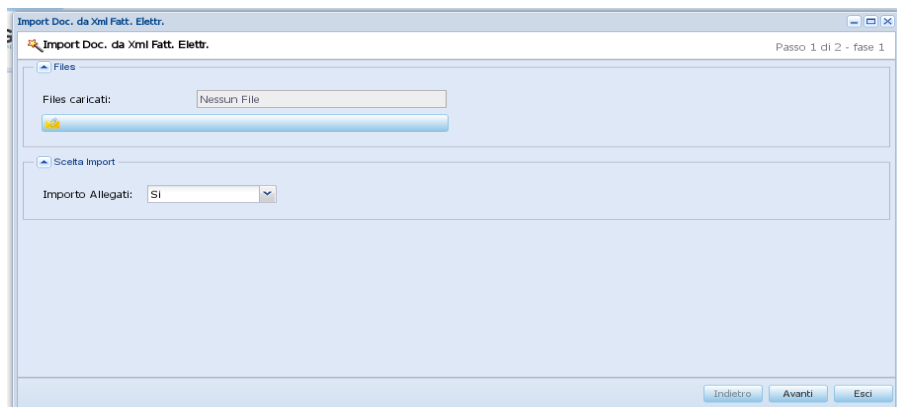 Import Doc. da Xml Fatt. Elettr.
Import Doc. da Xml Fatt. Elettr.
Passo 1 di 2 - fase 1
Files
Files caricati: Nessun File
Scelta Import
Importo Allegati: Si
Indietro Avanti Esci